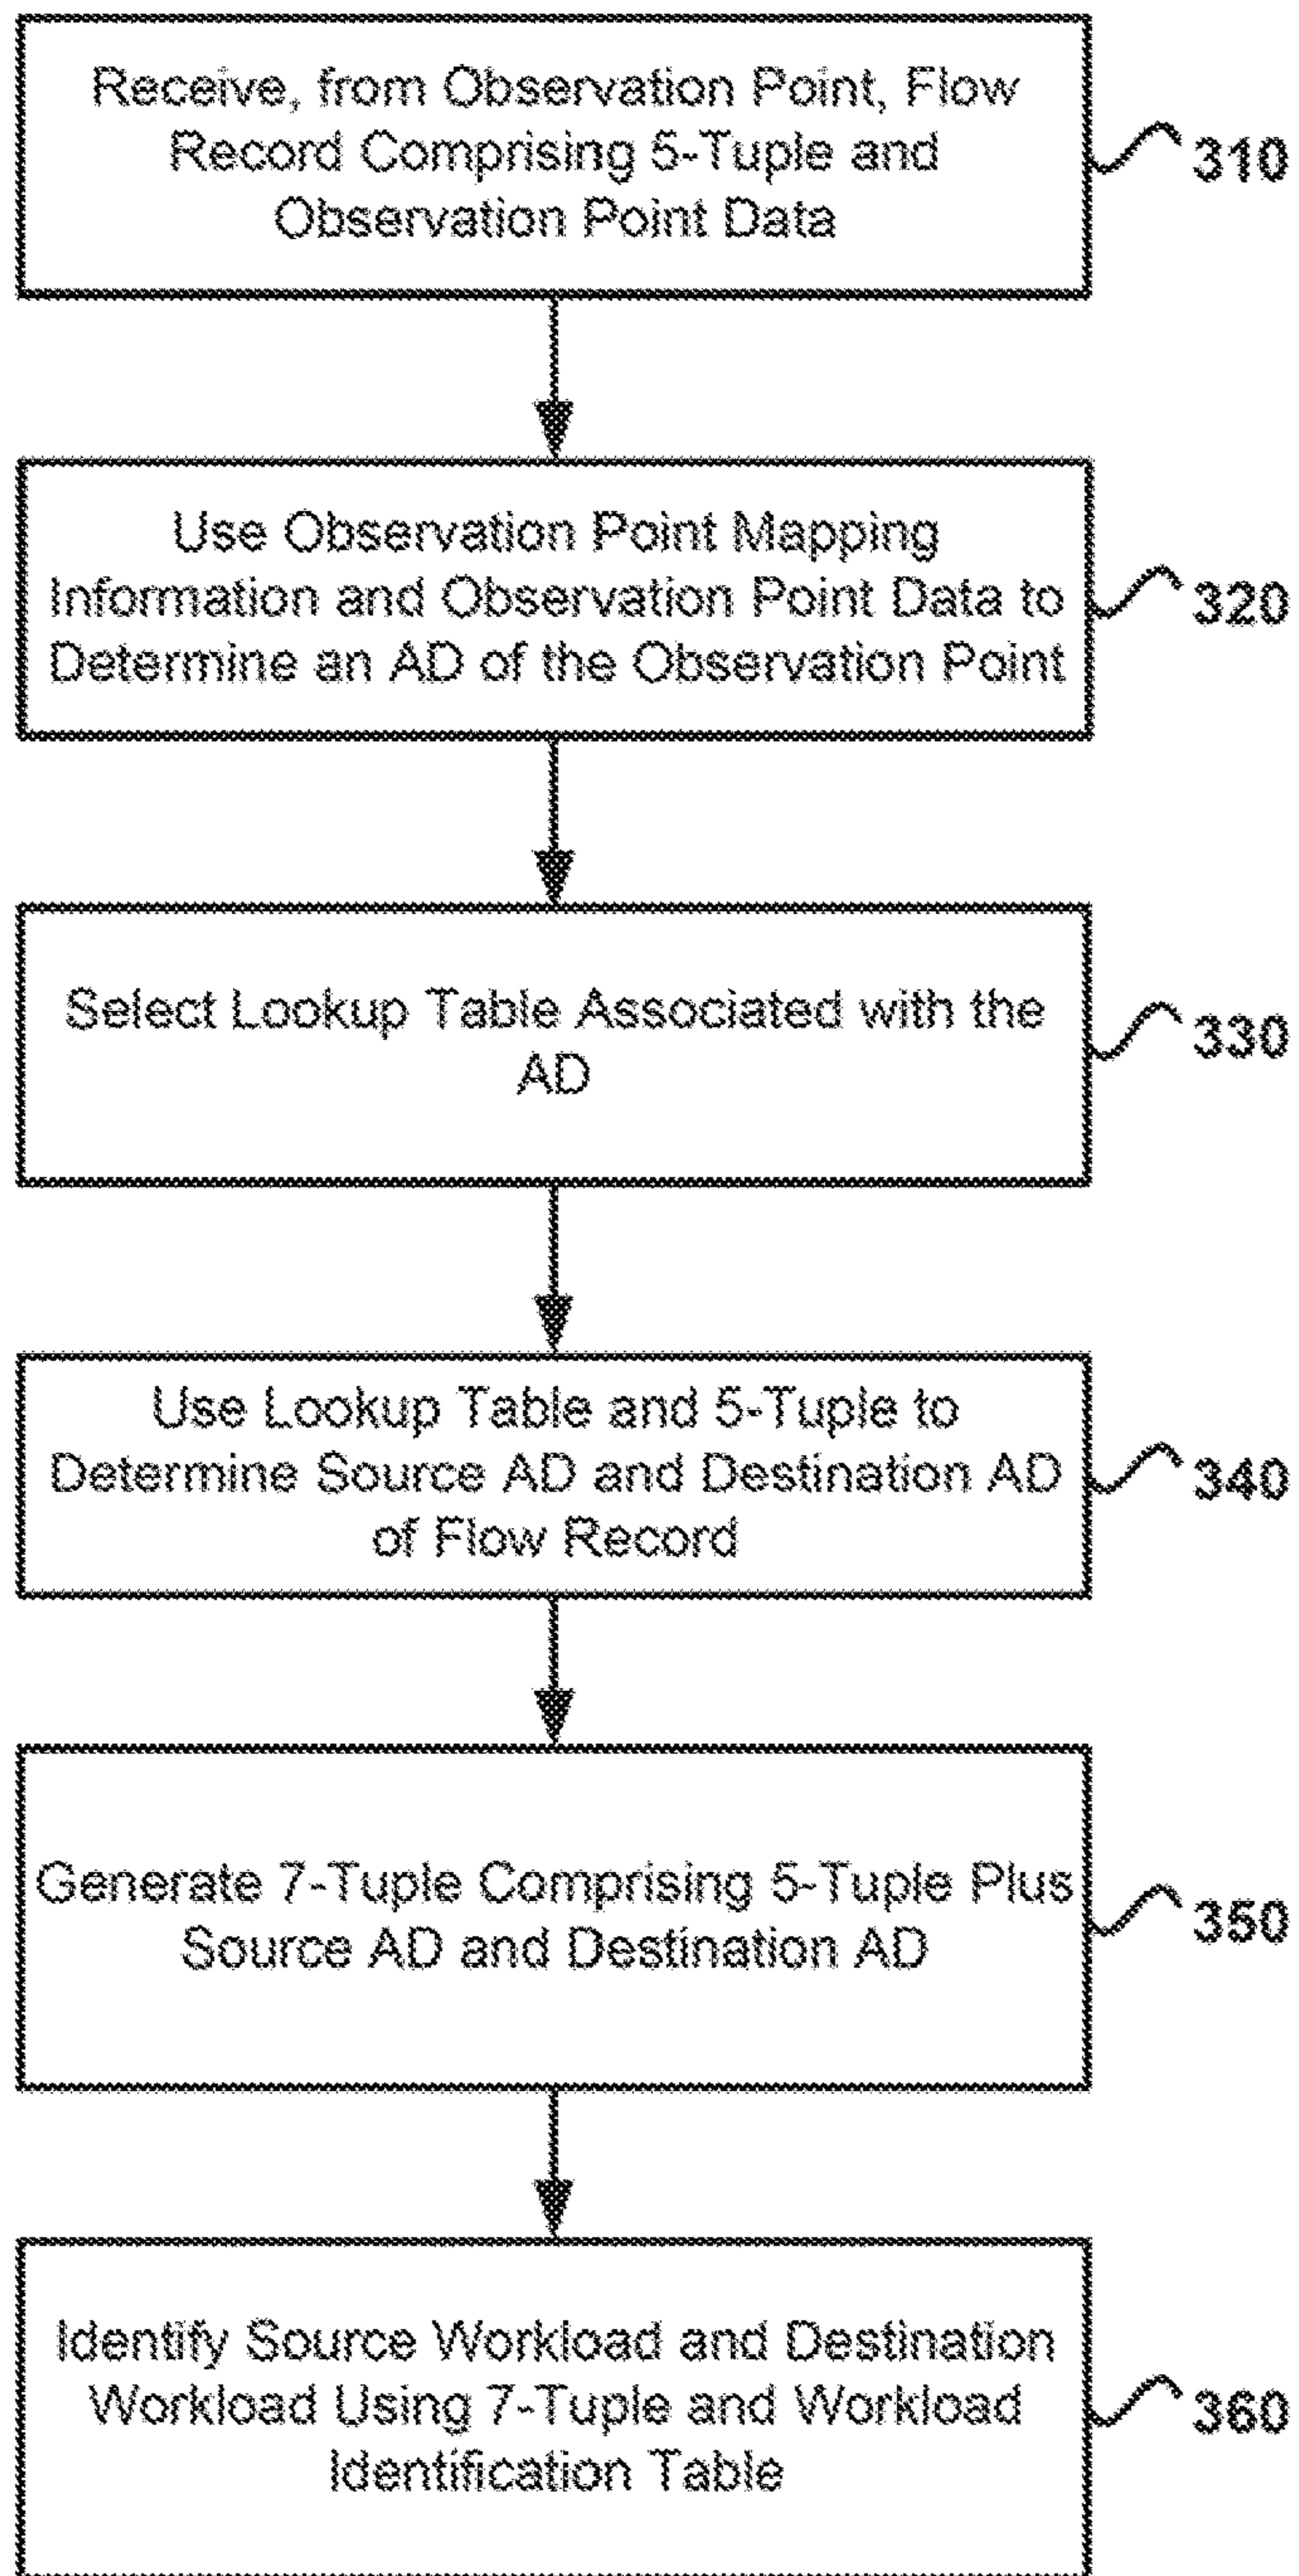 Receive, from Observation Point, Flow
Record Comprising 5-Tuple and
Observation Point Data
310
Use Observation Point Mapping
Information and Observation Point Data to
Determine an AD of the Observation Point
320
Select Lookup Table Associated with the
AD
330
Use Lookup Table and 5-Tuple to
Determine Source AD and Destination AD
of Flow Record
340
Generate 7-Tuple Comprising 5-Tuple Plus
Source AD and Destination AD
350
Identify Source Workload and Destination
Workload Using 7-Tuple and Workload
Identification Table
360